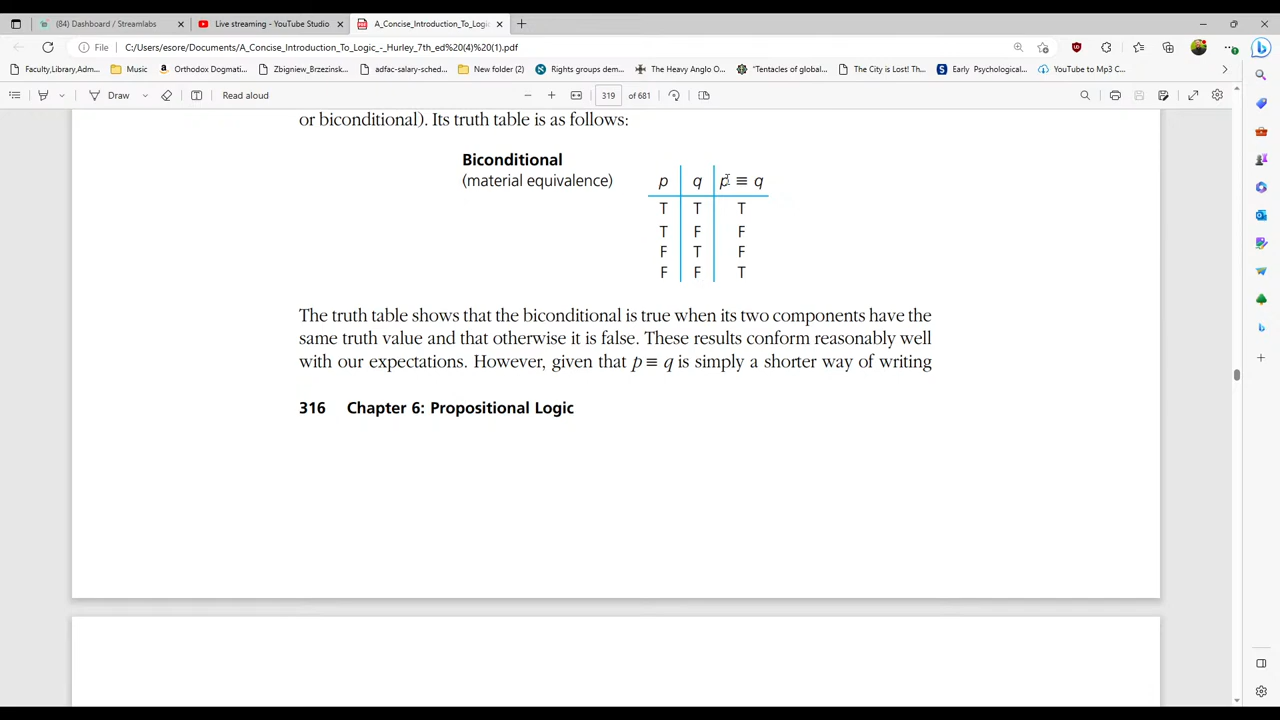 (84) Dashboard / Streamlabs
Live streaming - YouTube Studio
A_Concise_Introduction_To_Logic
File
C:/Users/esore/Documents/A_Concise_Introduction_To_Logic_-_Hurley_7th_ed%20(4)%20(1).pdf
Faculty,Library,Adm...
Music
Orthodox Dogmati...
Zbigniew_Brzezinsk...
adfac-salary-sched...
New folder (2)
Rights groups dem...
The Heavy Anglo O...
"Tentacles of global...
The City is Lost! Th...
Early Psychological...
YouTube to Mp3 C...
Draw
Read aloud
319 of 681
or biconditional). Its truth table is as follows:
Biconditional
(material equivalence)
p q p ≡ q
T T T
T F F
F T F
F F T
The truth table shows that the biconditional is true when its two components have the
same truth value and that otherwise it is false. These results conform reasonably well
with our expectations. However, given that p ≡ q is simply a shorter way of writing
316 Chapter 6: Propositional Logic